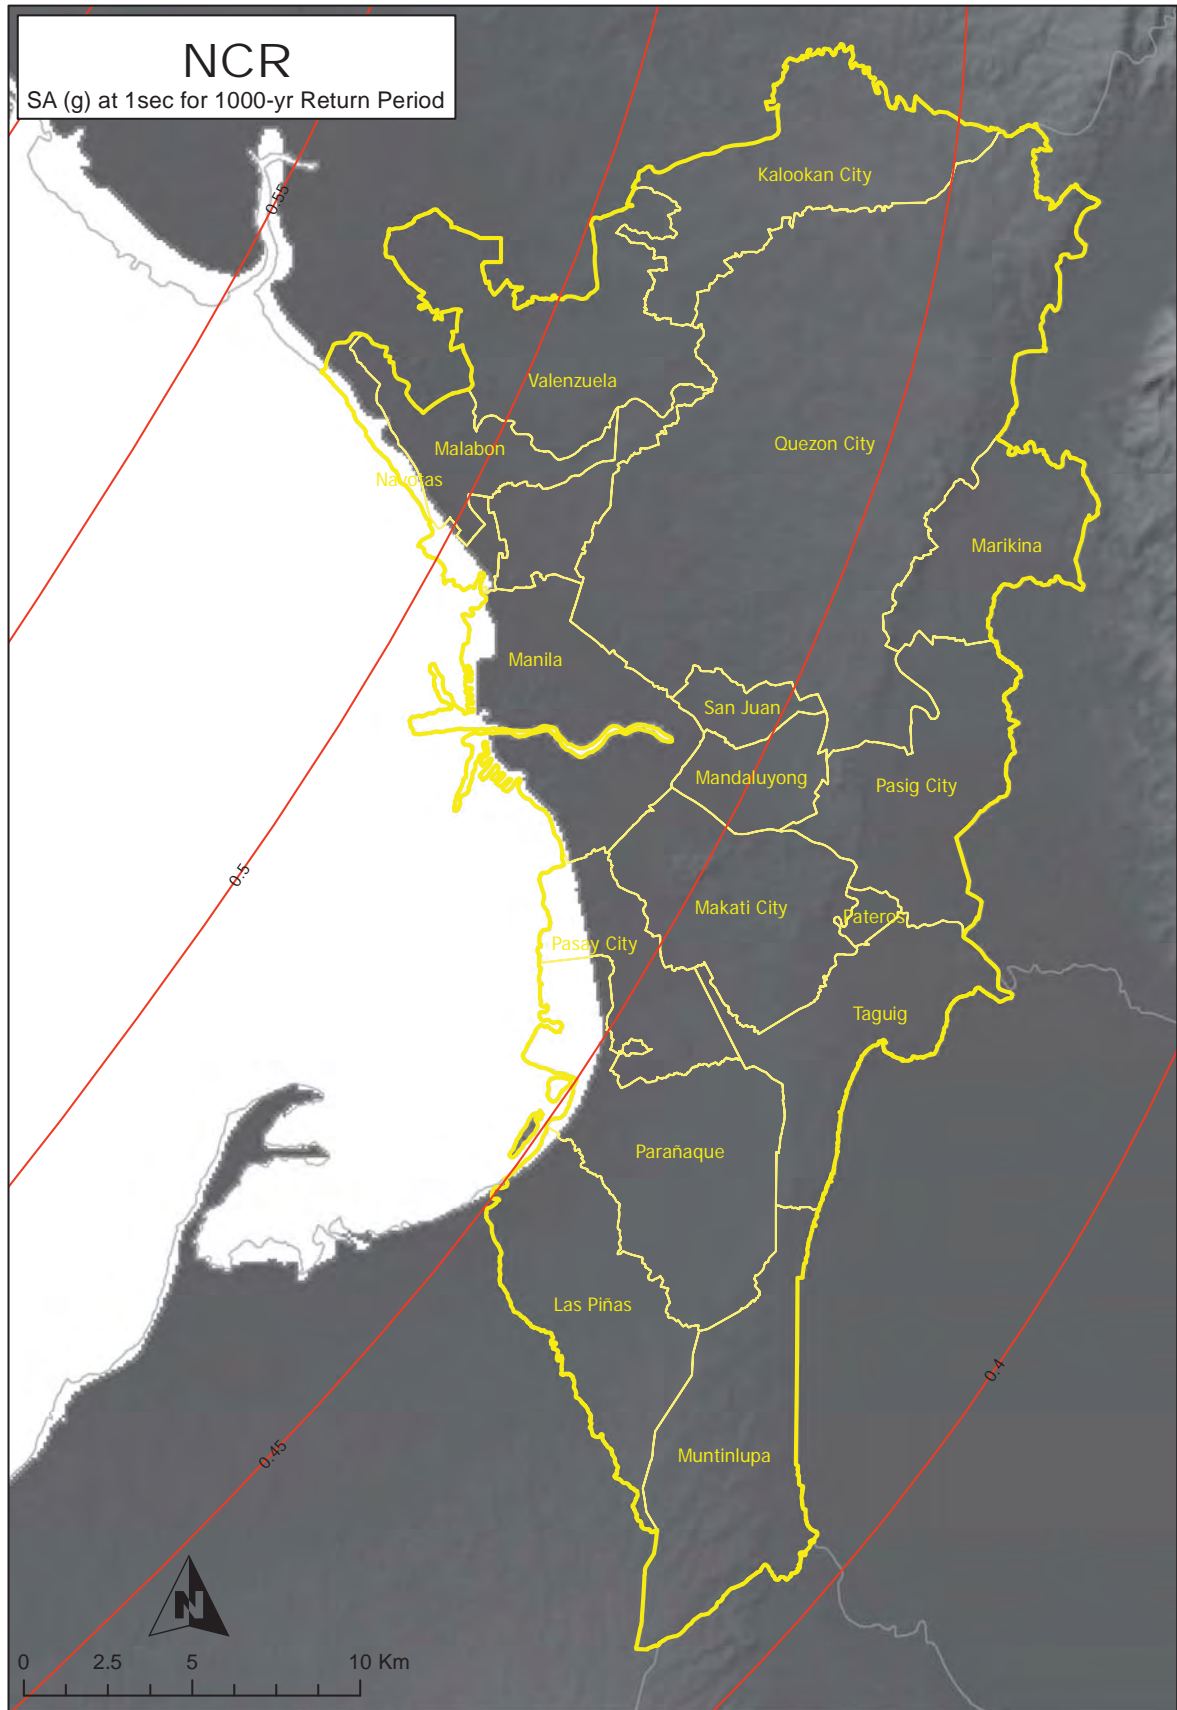 NCR
SA (g) at 1sec for 1000-yr Return Period
Kalookan City
0.55
Valenzuela
Malabon
Quezon City
Navotas
Marikina
Manila
San Juan
Mandaluyong
Pasig City
0.5
Makati City
Pateros
Pasay City
Taguig
Parañaque
Las Piñas
0.4
0.45
Muntinlupa
N
0 2.5 5 10 Km